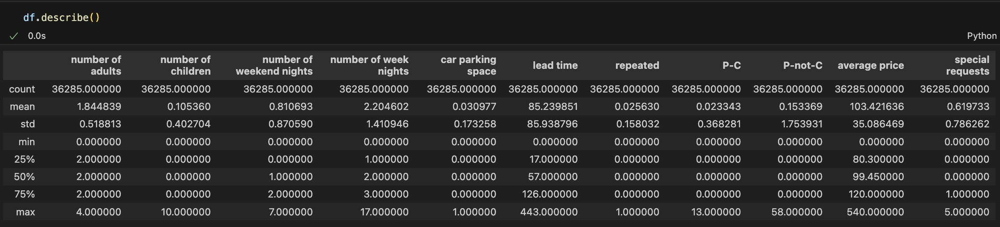 df.describe()
0.0s
Python
number of adults number of children number of weekend nights number of week nights car parking space lead time repeated P-C P-not-C average price special requests
count 36285.000000 36285.000000 36285.000000 36285.000000 36285.000000 36285.000000 36285.000000 36285.000000 36285.000000 36285.000000 36285.000000
mean 1.844839 0.105360 0.810693 2.204602 0.030977 85.239851 0.025630 0.023343 0.153369 103.421636 0.619733
std 0.518813 0.402704 0.870590 1.410946 0.173258 85.938796 0.158032 0.368281 1.753931 35.086469 0.786262
min 0.000000 0.000000 0.000000 0.000000 0.000000 0.000000 0.000000 0.000000 0.000000 0.000000 0.000000
25% 2.000000 0.000000 0.000000 1.000000 0.000000 17.000000 0.000000 0.000000 0.000000 80.300000 0.000000
50% 2.000000 0.000000 1.000000 2.000000 0.000000 57.000000 0.000000 0.000000 0.000000 99.450000 0.000000
75% 2.000000 0.000000 2.000000 3.000000 0.000000 126.000000 0.000000 0.000000 0.000000 120.000000 1.000000
max 4.000000 10.000000 7.000000 17.000000 1.000000 443.000000 1.000000 13.000000 58.000000 540.000000 5.000000